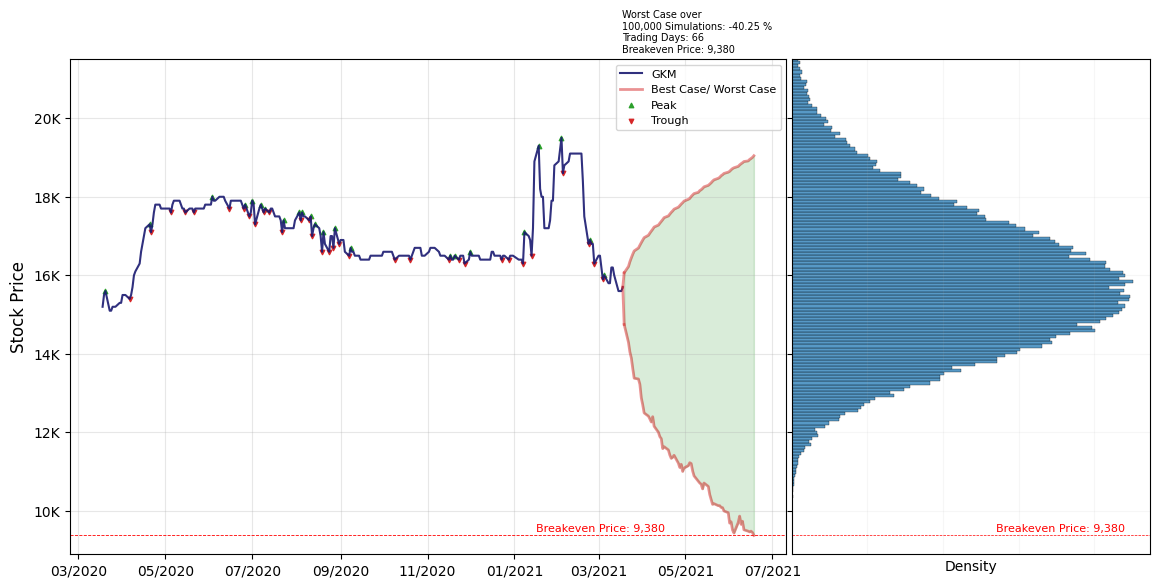 Worst Case over
100,000 Simulations: -40.25 %
Trading Days: 66
Breakeven Price: 9,380
GKM
Best Case/ Worst Case
Peak
Trough
Stock Price
20K
18K
16K
14K
12K
10K
Breakeven Price: 9,380
Breakeven Price: 9,380
03/2020 05/2020 07/2020 09/2020 11/2020 01/2021 03/2021 05/2021 07/2021
Density